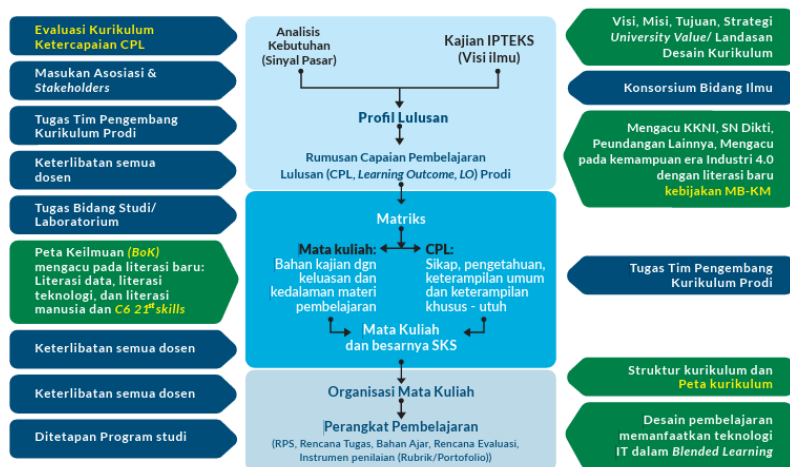 Evaluasi Kurikulum
Ketercapaian CPL
Masukan Asosiasi &
Stakeholders
Tugas Tim Pengembang
Kurikulum Prodi
Keterlibatan semua
dosen
Tugas Bidang Studi/
Laboratorium
Peta Keilmuan (BoK)
mengacu pada literasi baru:
Literasi data, literasi
teknologi, dan literasi
manusia dan C6 21st skills
Keterlibatan semua dosen
Keterlibatan semua dosen
Ditetapan Program studi
Analisis
Kebutuhan
(Sinyal Pasar)
Kajian IPTEKS
(Visi ilmu)
Profil Lulusan
Rumusan Capaian Pembelajaran
Lulusan (CPL, Learning Outcome, LO) Prodi
Matriks
Mata kuliah:
Bahan kajian dgn
keluasan dan
kedalaman materi
pembelajaran
CPL:
Sikap, pengetahuan,
keterampilan umum
dan keterampilan
khusus - utuh
Mata Kuliah
dan besarnya SKS
Organisasi Mata Kuliah
Perangkat Pembelajaran
(RPS, Rencana Tugas, Bahan Ajar, Rencana Evaluasi,
Instrumen penilaian (Rubrik/Portofolio))
Visi, Misi, Tujuan, Strategi
University Value/ Landasan
Desain Kurikulum
Konsorsium Bidang Ilmu
Mengacu KKNI, SN Dikti,
Peundangan Lainnya, Mengacu
pada kemampuan era Industri 4.0
dengan literasi baru
kebijakan MB-KM
Tugas Tim Pengembang
Kurikulum Prodi
Struktur kurikulum dan
Peta kurikulum
Desain pembelajaran
memanfaatkan teknologi
IT dalam Blended Learning